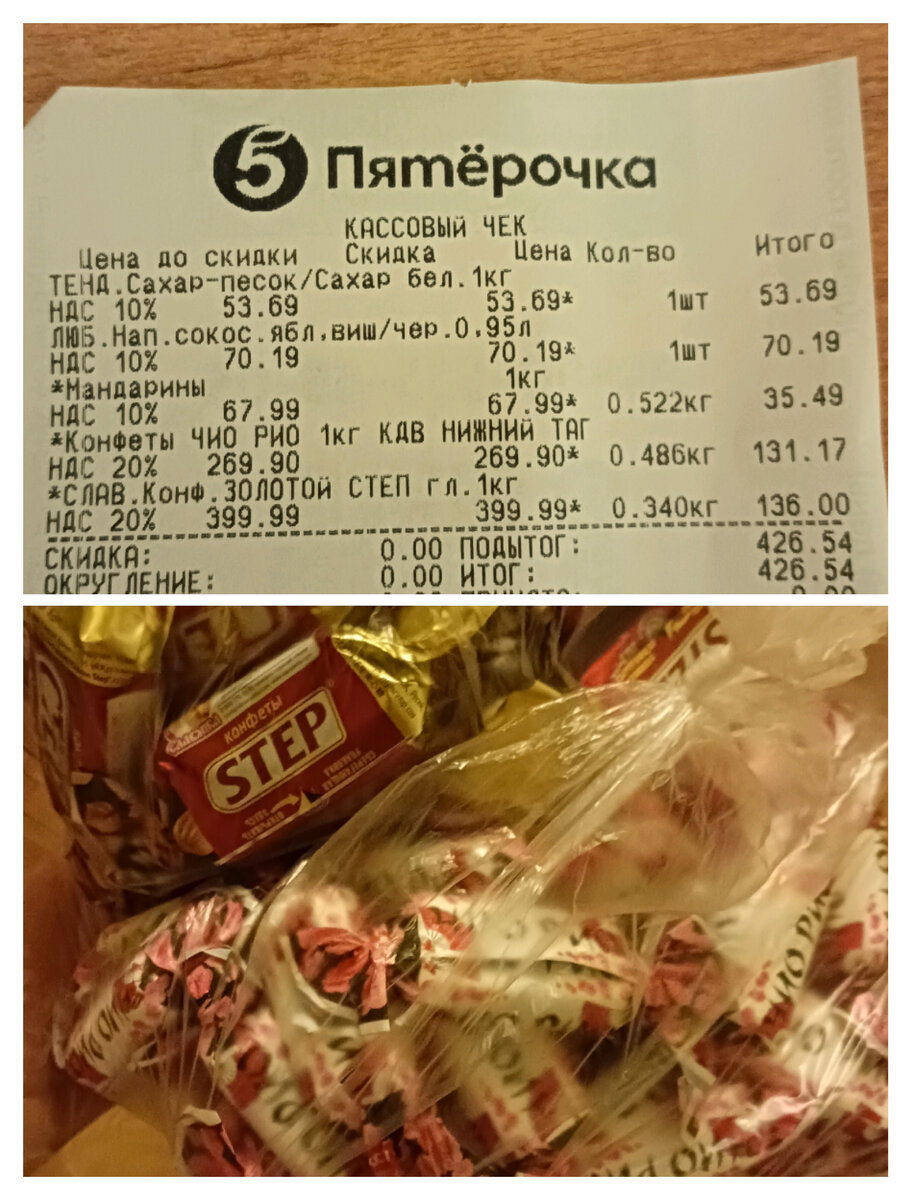 5 Пятёрочка
КАССОВЫЙ ЧЕК
Цена до скидки Скидка Цена Кол-во Итого
ТЕНД.Сахар-песок/Сахар бел.1кг
НДС 10% 53.69 53.69* 1шт 53.69
ЛЮБ.Нап.сокос.ябл,виш/чер.0,95л
НДС 10% 70.19 70.19* 1шт 70.19
*Мандарины 1кг
НДС 10% 67.99 67.99* 0.522кг 35.49
*Конфеты ЧИО РИО 1кг КДВ НИЖНИЙ ТАГ
НДС 20% 269.90 269.90* 0.486кг 131.17
*СЛАВ.Конф.ЗОЛОТОЙ СТЕП гл.1кг
НДС 20% 399.99 399.99* 0.340кг 136.00
СКИДКА: 0.00 ПОДЫТОГ: 426.54
ОКРУГЛЕНИЕ: 0.00 ИТОГ: 426.54
конфеты
STEP